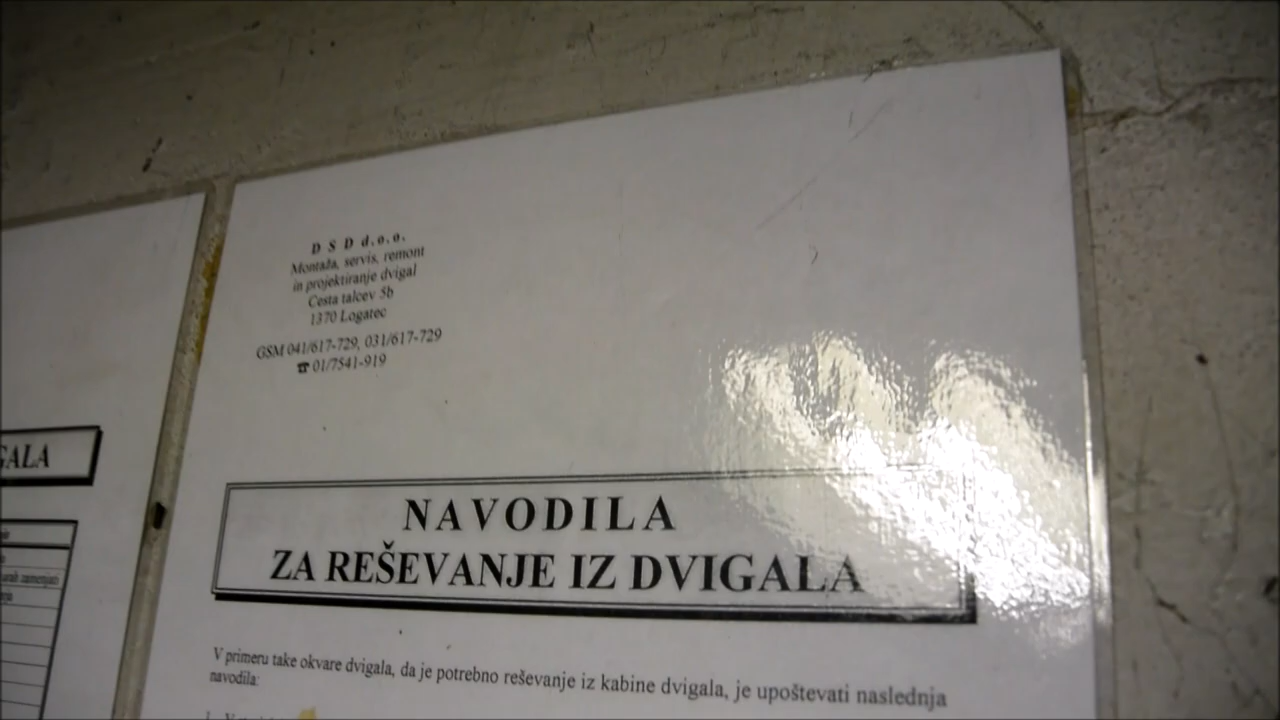 D S D d.o.o.
Montaža, servis, remont
in projektiranje dvigal
Cesta talcev 5b
1370 Logatec
GSM 041/617-729, 031/617-729
☎ 01/7541-919
NAVODILA
ZA REŠEVANJE IZ DVIGALA
V primeru take okvare dvigala, da je potrebno reševanje iz kabine dvigala, je upoštevati naslednja
navodila:
GALA
zamenjati